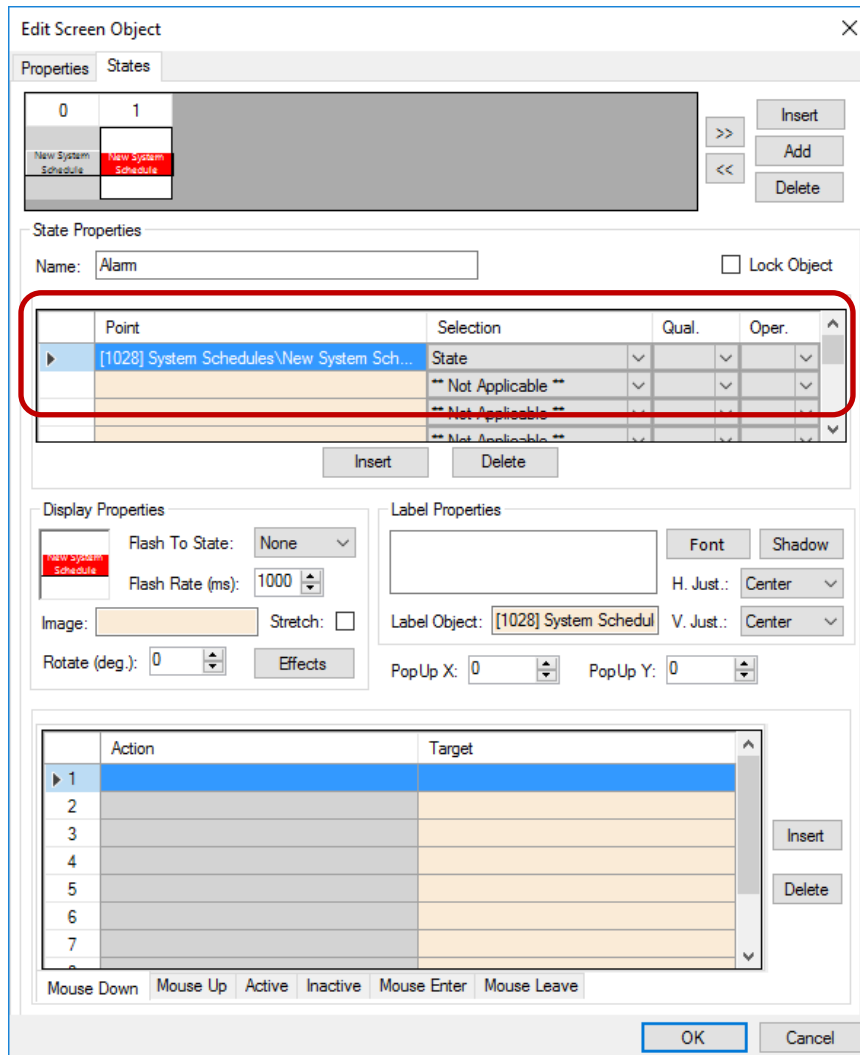 Edit Screen Object
Properties States
0 1
Insert
>>
New System Schedule New System Schedule
Add
<<
Delete
State Properties
Name: Alarm Lock Object
Point Selection Qual. Oper.
[1028] System Schedules\New System Sch... State
** Not Applicable **
** Not Applicable **
** Not Applicable **
Insert Delete
Display Properties Label Properties
Flash To State: None Font Shadow
New System
Schedule
Flash Rate (ms): 1000 H. Just.: Center
Image: Stretch: Label Object: [1028] System Schedul V. Just.: Center
Rotate (deg.): 0 Effects PopUp X: 0 PopUp Y: 0
Action Target
1
2
3
Insert
4
5
Delete
6
7
Mouse Down Mouse Up Active Inactive Mouse Enter Mouse Leave
OK Cancel